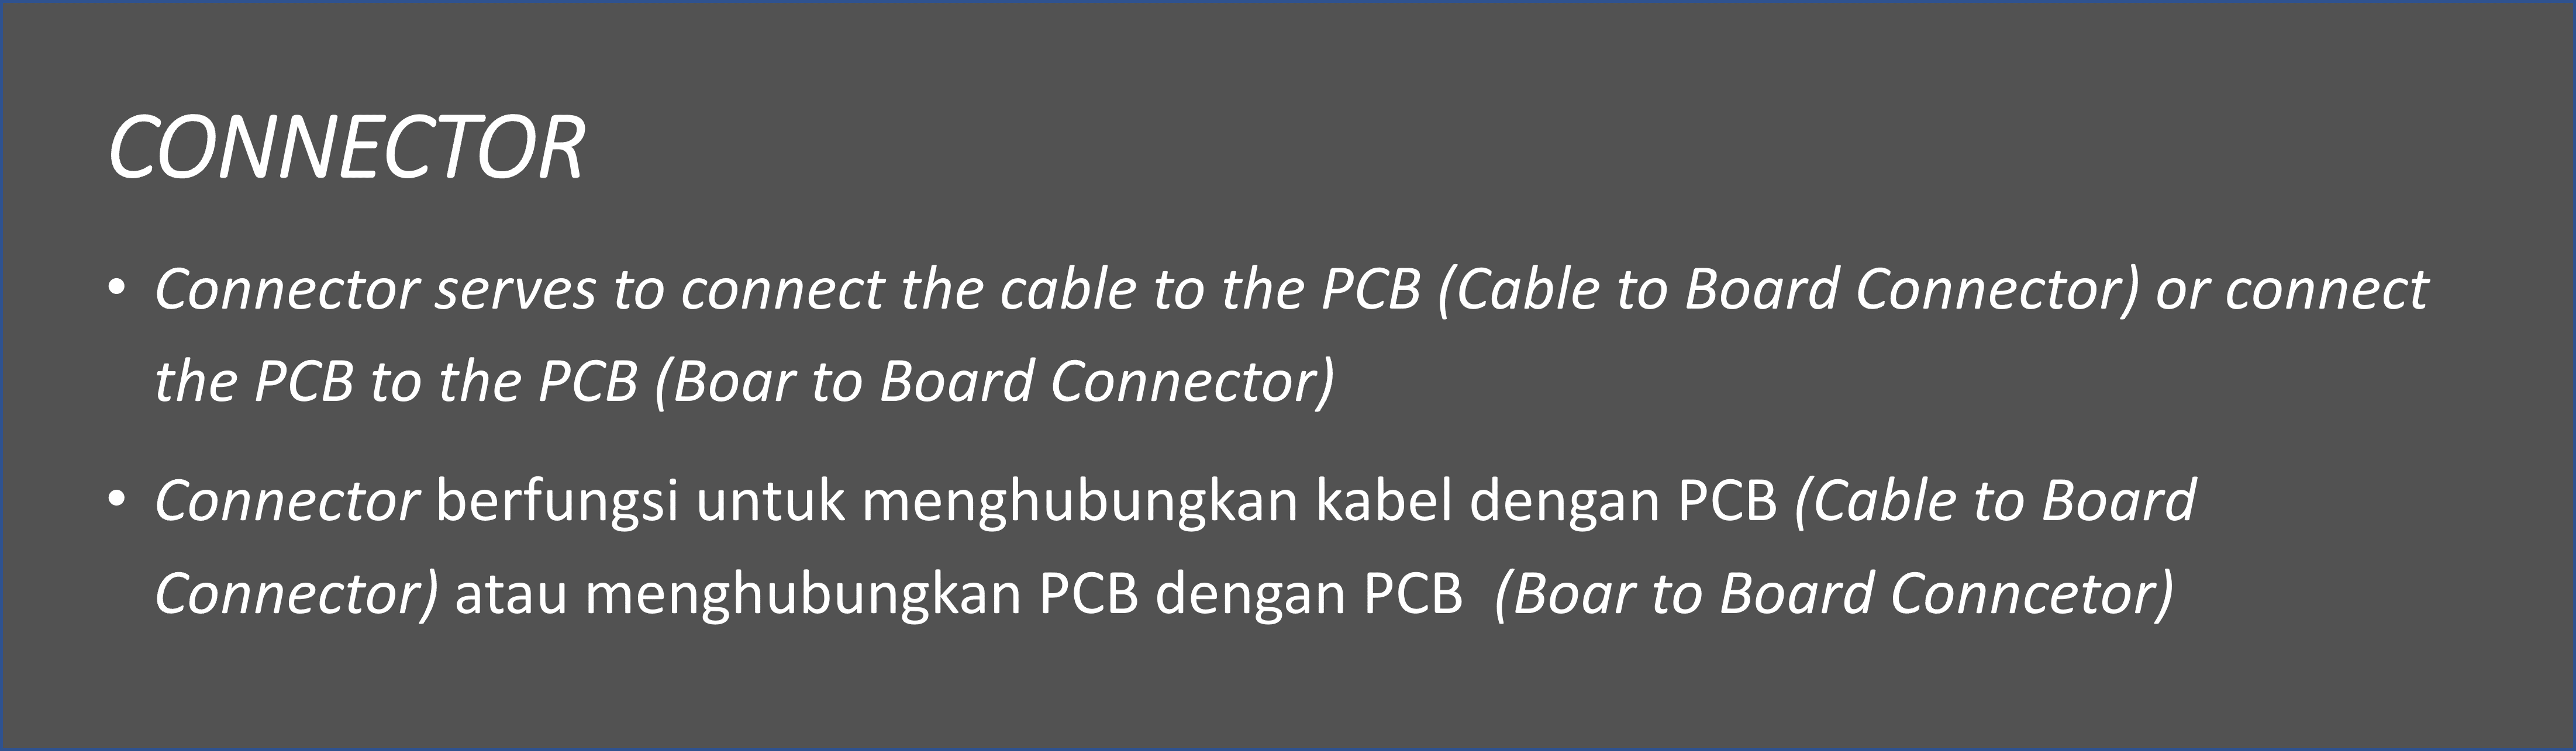 CONNECTOR
• Connector serves to connect the cable to the PCB (Cable to Board Connector) or connect
the PCB to the PCB (Boar to Board Connector)
• Connector berfungsi untuk menghubungkan kabel dengan PCB (Cable to Board
Connector) atau menghubungkan PCB dengan PCB  (Boar to Board Conncetor)